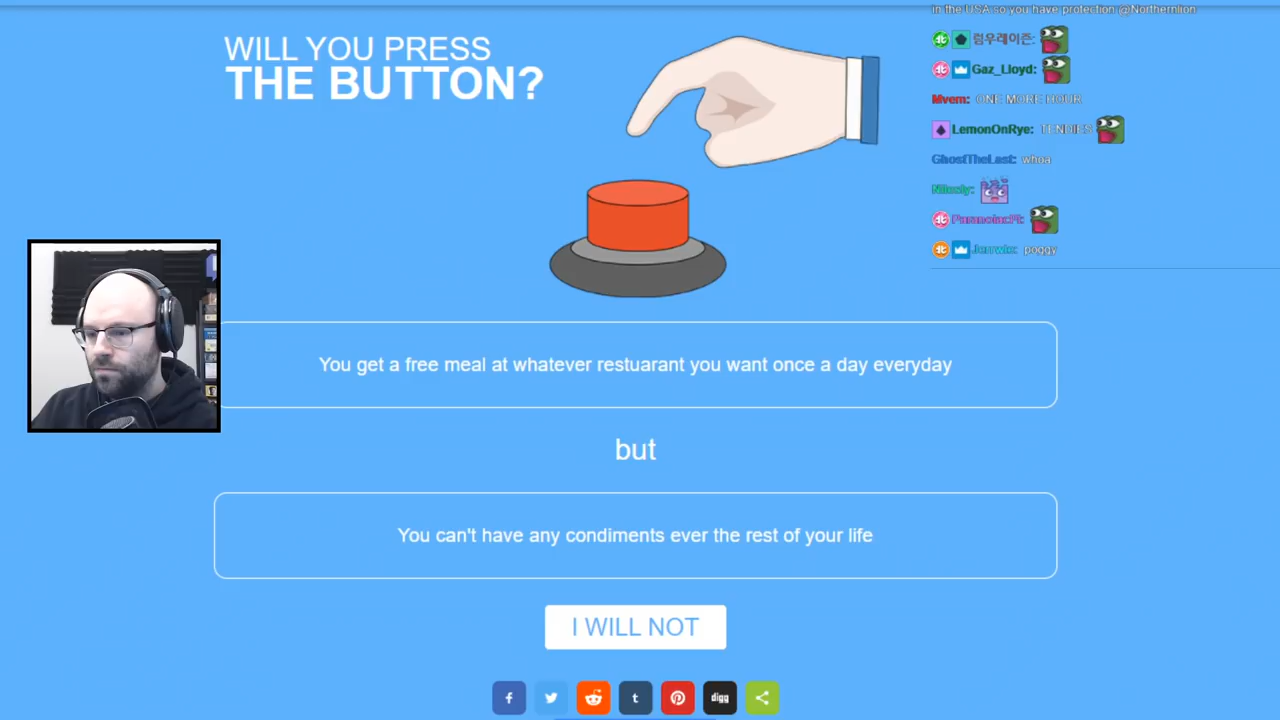 in the USA so you have protection @Northernlion
WILL YOU PRESS
THE BUTTON?
럼우레이즌:
Gaz_Lloyd:
Mvem: ONE MORE HOUR
LemonOnRye: TENDIES
GhostTheLast: whoa
poggy
You get a free meal at whatever restuarant you want once a day everyday
but
You can't have any condiments ever the rest of your life
I WILL NOT
f
t
digg